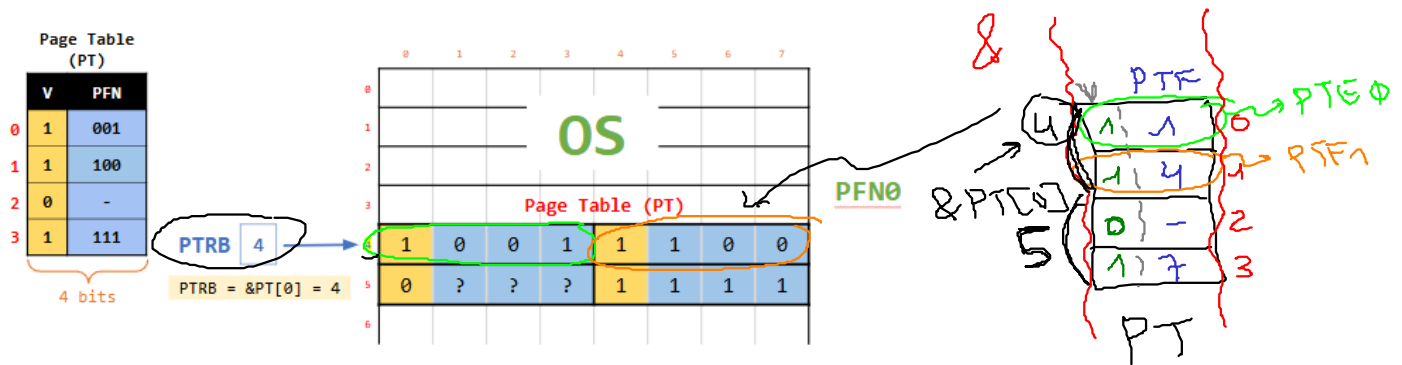 Page Table
(PT)
V PFN
0 1 001
1 1 100
2 0 -
3 1 111
4 bits
PTRB 4
PTRB = &PT[0] = 4
0 1 2 3 4 5 6 7
0
1
2
3
4
5
6
OS
PFN0
Page Table (PT)
1 0 0 1 1 1 0 0
0 ? ? ? 1 1 1 1
&
PTF
4
1 1 0
PTE0
1 4 1
PTF1
&PT[0]
0 - 2
5
1 7 3
PT